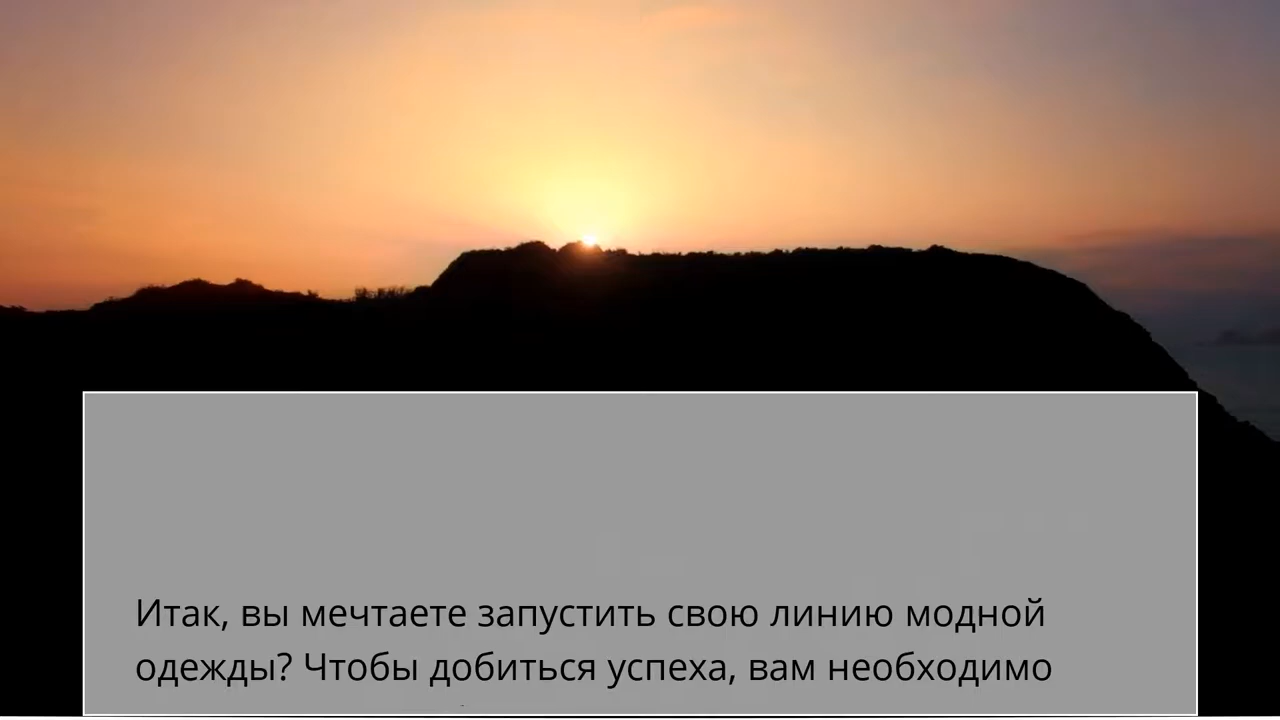 Итак, вы мечтаете запустить свою линию модной
одежды? Чтобы добиться успеха, вам необходимо